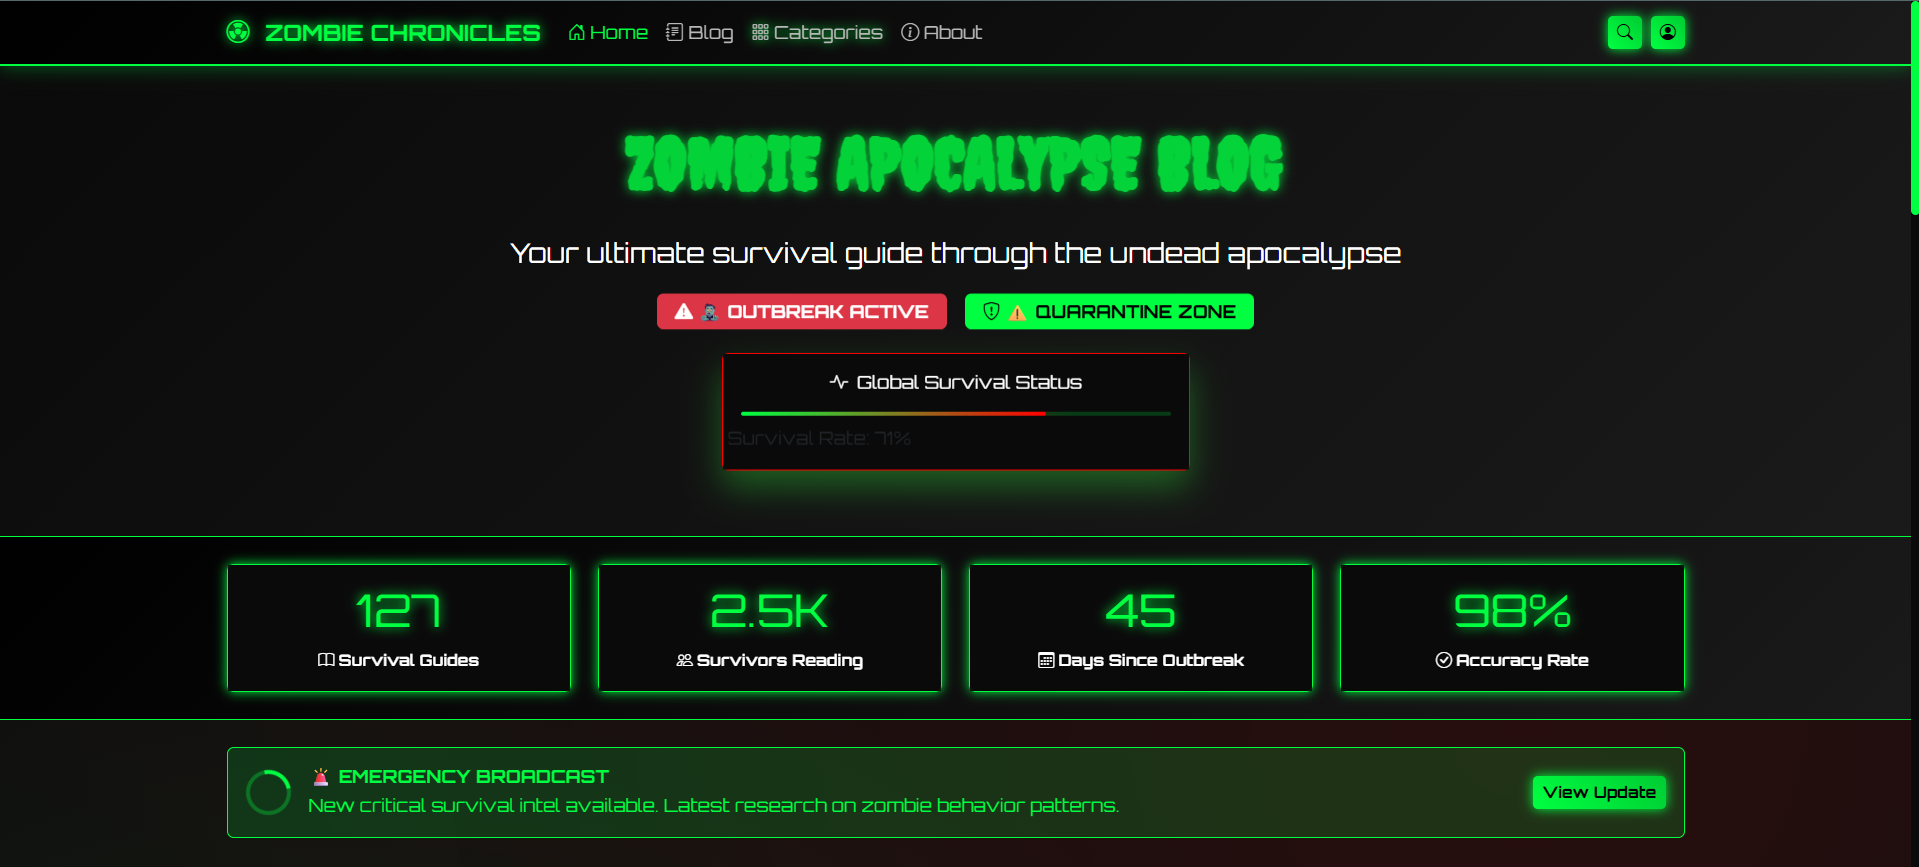 ZOMBIE CHRONICLES Home Blog Categories About
ZOMBIE APOCALYPSE BLOG
Your ultimate survival guide through the undead apocalypse
OUTBREAK ACTIVE QUARANTINE ZONE
Global Survival Status
Survival Rate: 71%
127 2.5K 45 98%
Survival Guides Survivors Reading Days Since Outbreak Accuracy Rate
EMERGENCY BROADCAST
New critical survival intel available. Latest research on zombie behavior patterns.
View Update